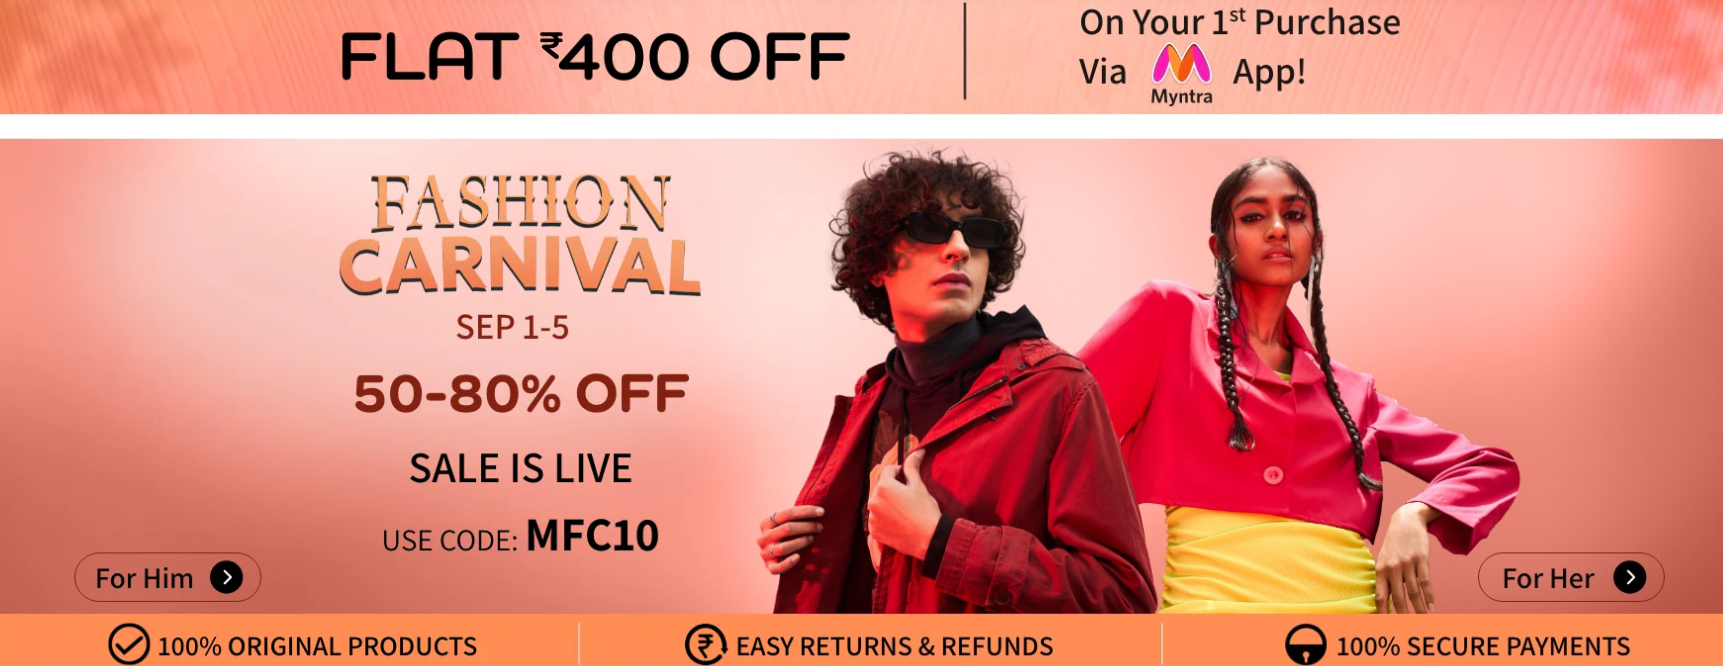 FLAT ₹400 OFF
On Your 1st Purchase
Via Myntra App!
FASHION
CARNIVAL
SEP 1-5
50-80% OFF
SALE IS LIVE
USE CODE: MFC10
For Him
For Her
100% ORIGINAL PRODUCTS
EASY RETURNS & REFUNDS
100% SECURE PAYMENTS